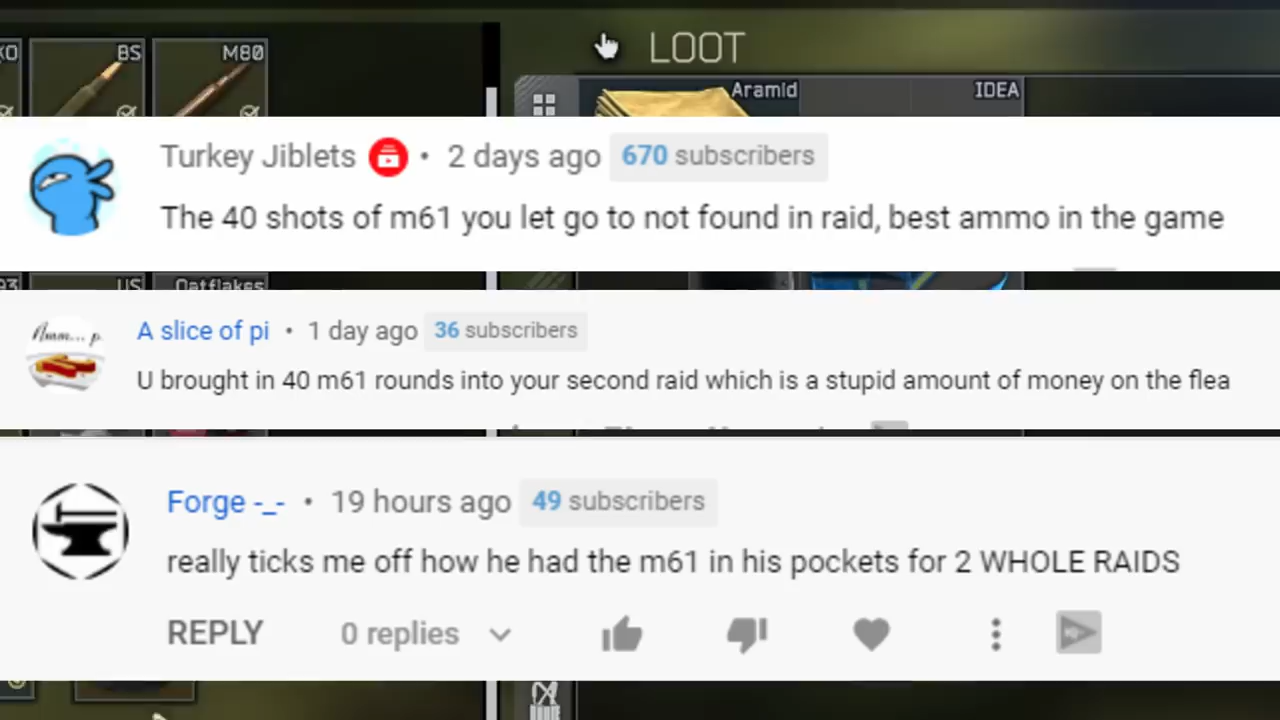 KO BS M80
LOOT
Aramid IDEA
Turkey Jiblets • 2 days ago 670 subscribers
The 40 shots of m61 you let go to not found in raid, best ammo in the game
US Oatflakes
Amm... p.
A slice of pi • 1 day ago 36 subscribers
U brought in 40 m61 rounds into your second raid which is a stupid amount of money on the flea
Forge -_- • 19 hours ago 49 subscribers
really ticks me off how he had the m61 in his pockets for 2 WHOLE RAIDS
REPLY 0 replies